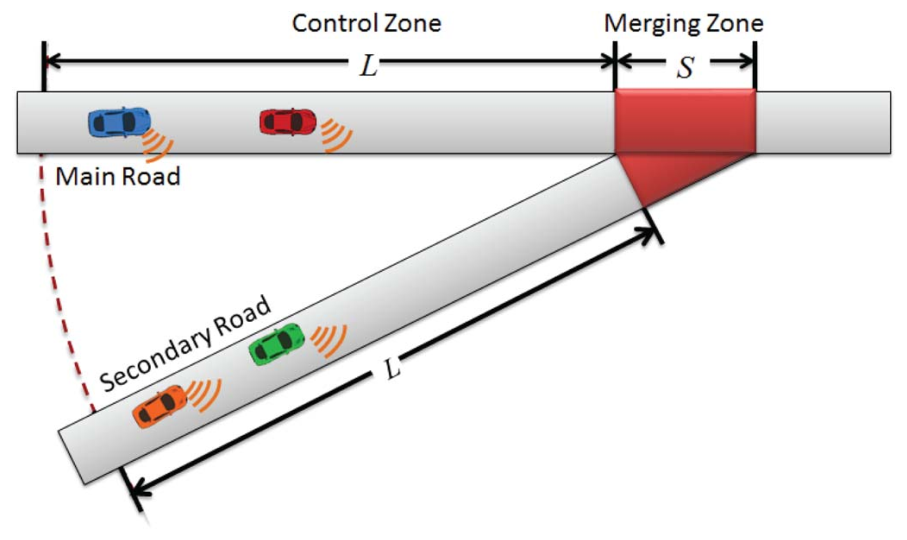 Control Zone
Merging Zone
L
S
Main Road
Secondary Road
L